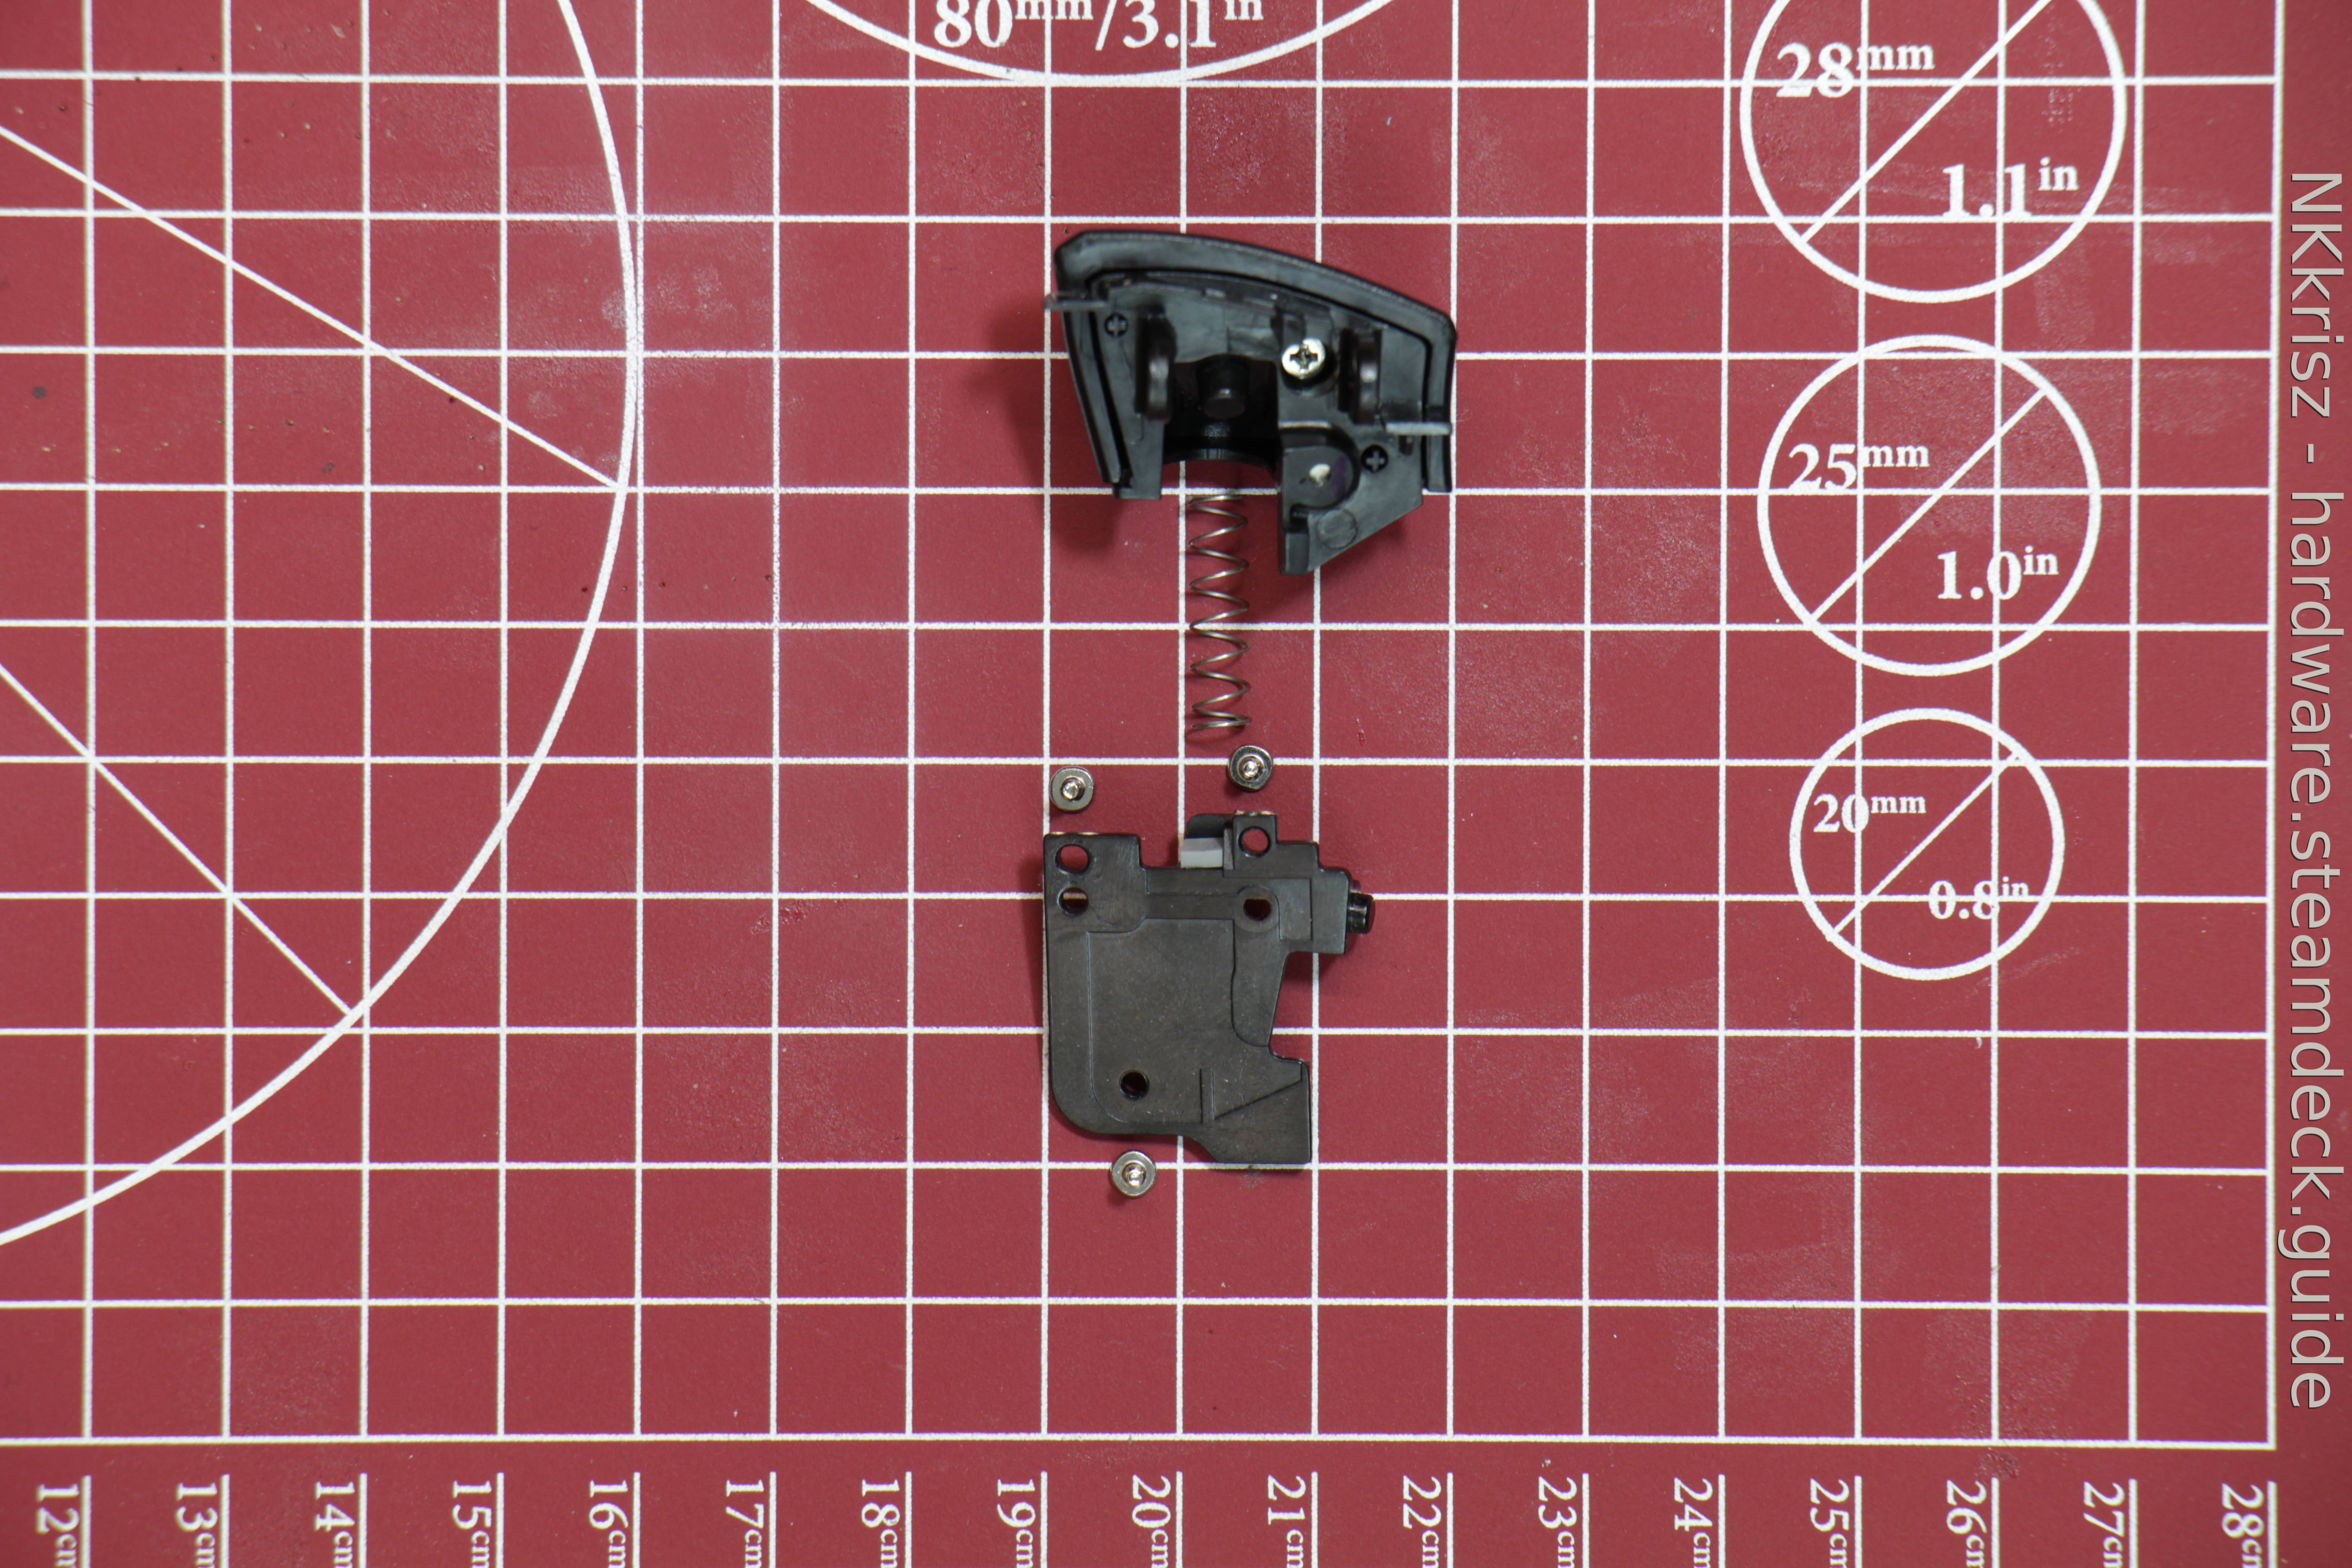 80mm/3.1in
28mm
1.1in
25mm
1.0in
20mm
0.8in
12cm 13cm 14cm 15cm 16cm 17cm 18cm 19cm 20cm 21cm 22cm 23cm 24cm 25cm 26cm 27cm 28cm
NKkrisz - hardware.steamdeck.guide